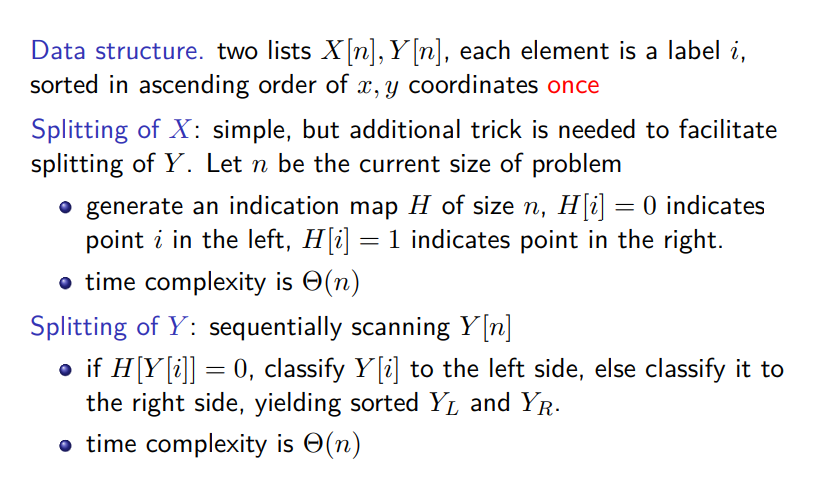 Data structure. two lists X[n], Y[n], each element is a label i,
sorted in ascending order of x, y coordinates once
Splitting of X: simple, but additional trick is needed to facilitate
splitting of Y. Let n be the current size of problem
generate an indication map H of size n, H[i] = 0 indicates
point i in the left, H[i] = 1 indicates point in the right.
time complexity is Θ(n)
Splitting of Y: sequentially scanning Y[n]
if H[Y[i]] = 0, classify Y[i] to the left side, else classify it to
the right side, yielding sorted Y_L and Y_R.
time complexity is Θ(n)